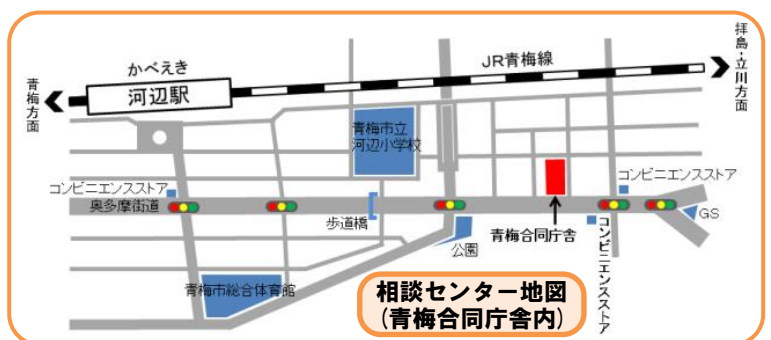 拝島・立川方面
JR青梅線
かべえき
河辺駅
青梅方面
青梅市立
河辺小学校
コンビニエンスストア
奥多摩街道
コンビニエンスストア
歩道橋
青梅合同庁舎
GS
公園
コンビニエンスストア
青梅市総合体育館
相談センター地図
(青梅合同庁舎内)